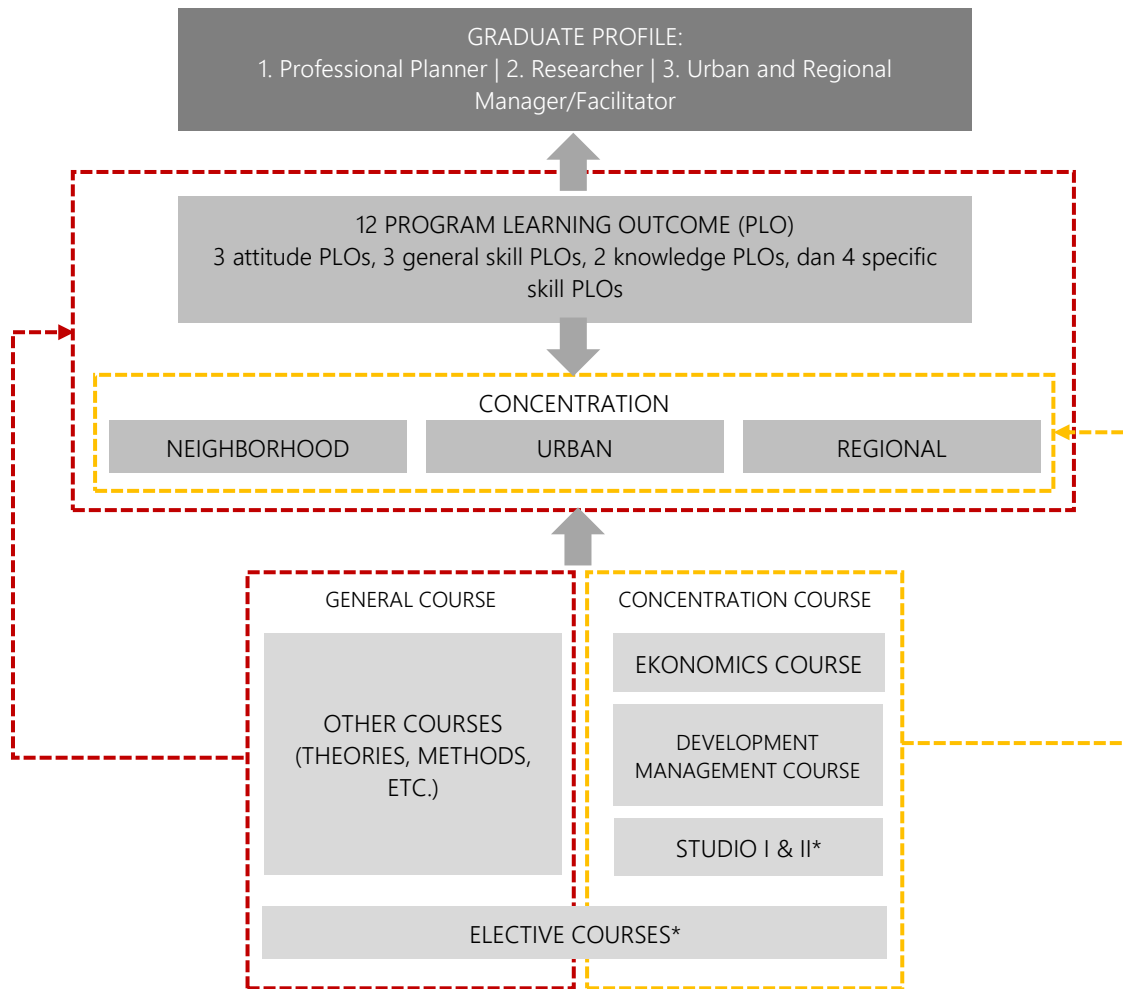 GRADUATE PROFILE:
1. Professional Planner | 2. Researcher | 3. Urban and Regional
Manager/Facilitator
12 PROGRAM LEARNING OUTCOME (PLO)
3 attitude PLOs, 3 general skill PLOs, 2 knowledge PLOs, dan 4 specific
skill PLOs
CONCENTRATION
NEIGHBORHOOD
URBAN
REGIONAL
GENERAL COURSE
OTHER COURSES
(THEORIES, METHODS,
ETC.)
CONCENTRATION COURSE
EKONOMICS COURSE
DEVELOPMENT
MANAGEMENT COURSE
STUDIO I & II*
ELECTIVE COURSES*